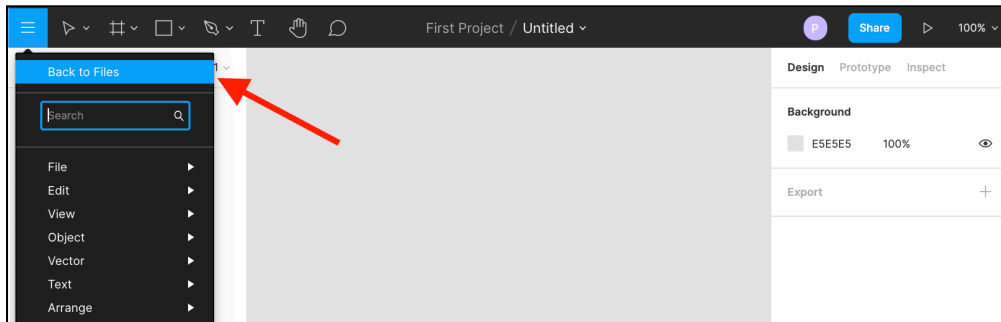 First Project / Untitled
P
Share
100%
Back to Files
1
Design Prototype Inspect
Search
Background
E5E5E5 100%
File
Edit
Export
View
Object
Vector
Text
Arrange